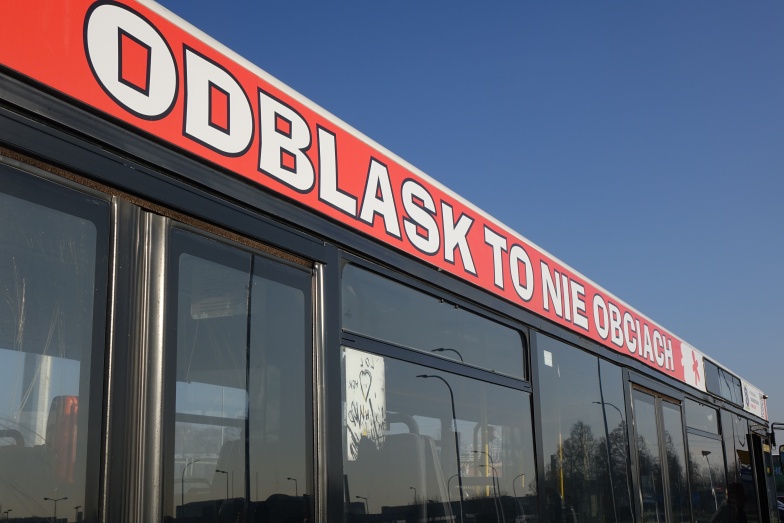 ODBLASK TO NIE OBCIACH